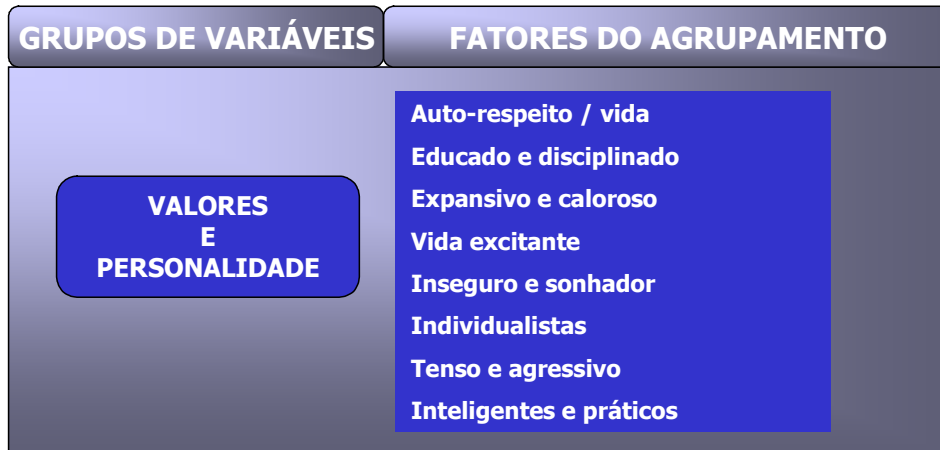 GRUPOS DE VARIÁVEIS
FATORES DO AGRUPAMENTO
VALORES
E
PERSONALIDADE
Auto-respeito / vida
Educado e disciplinado
Expansivo e caloroso
Vida excitante
Inseguro e sonhador
Individualistas
Tenso e agressivo
Inteligentes e práticos